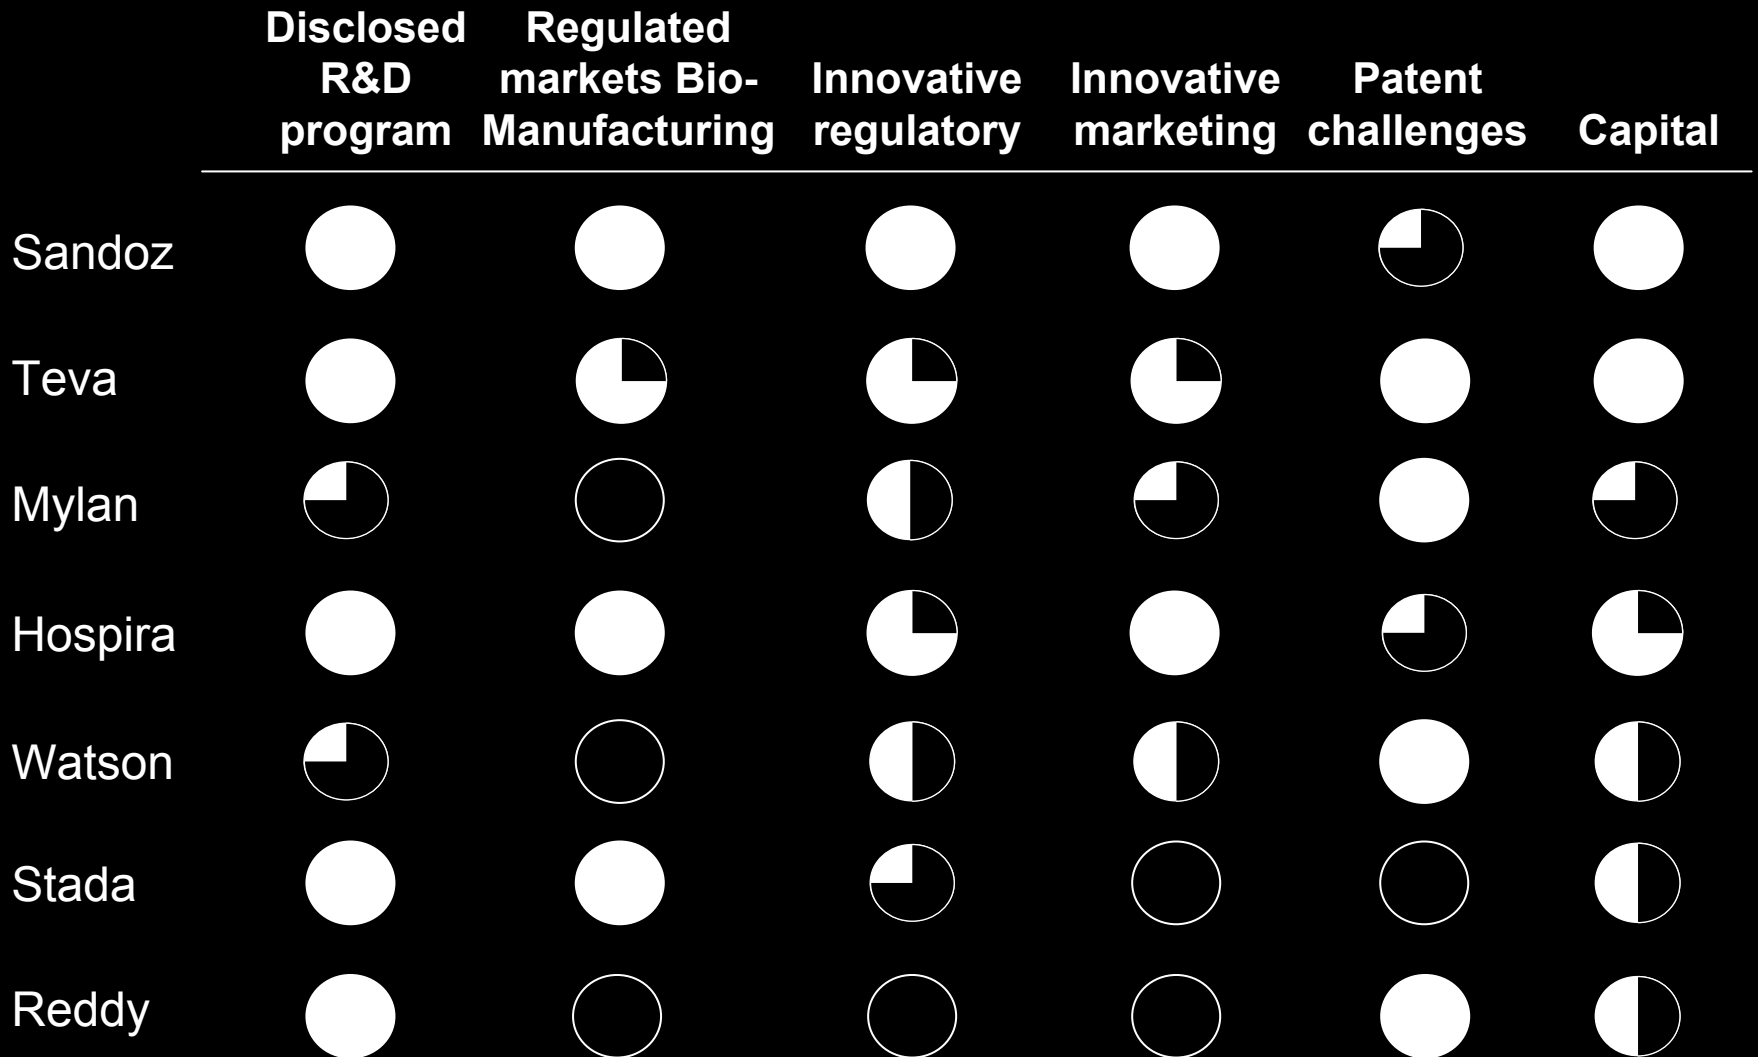 Disclosed Regulated
R&D markets Bio- Innovative Innovative Patent
program Manufacturing regulatory marketing challenges Capital
Sandoz
Teva
Mylan
Hospira
Watson
Stada
Reddy